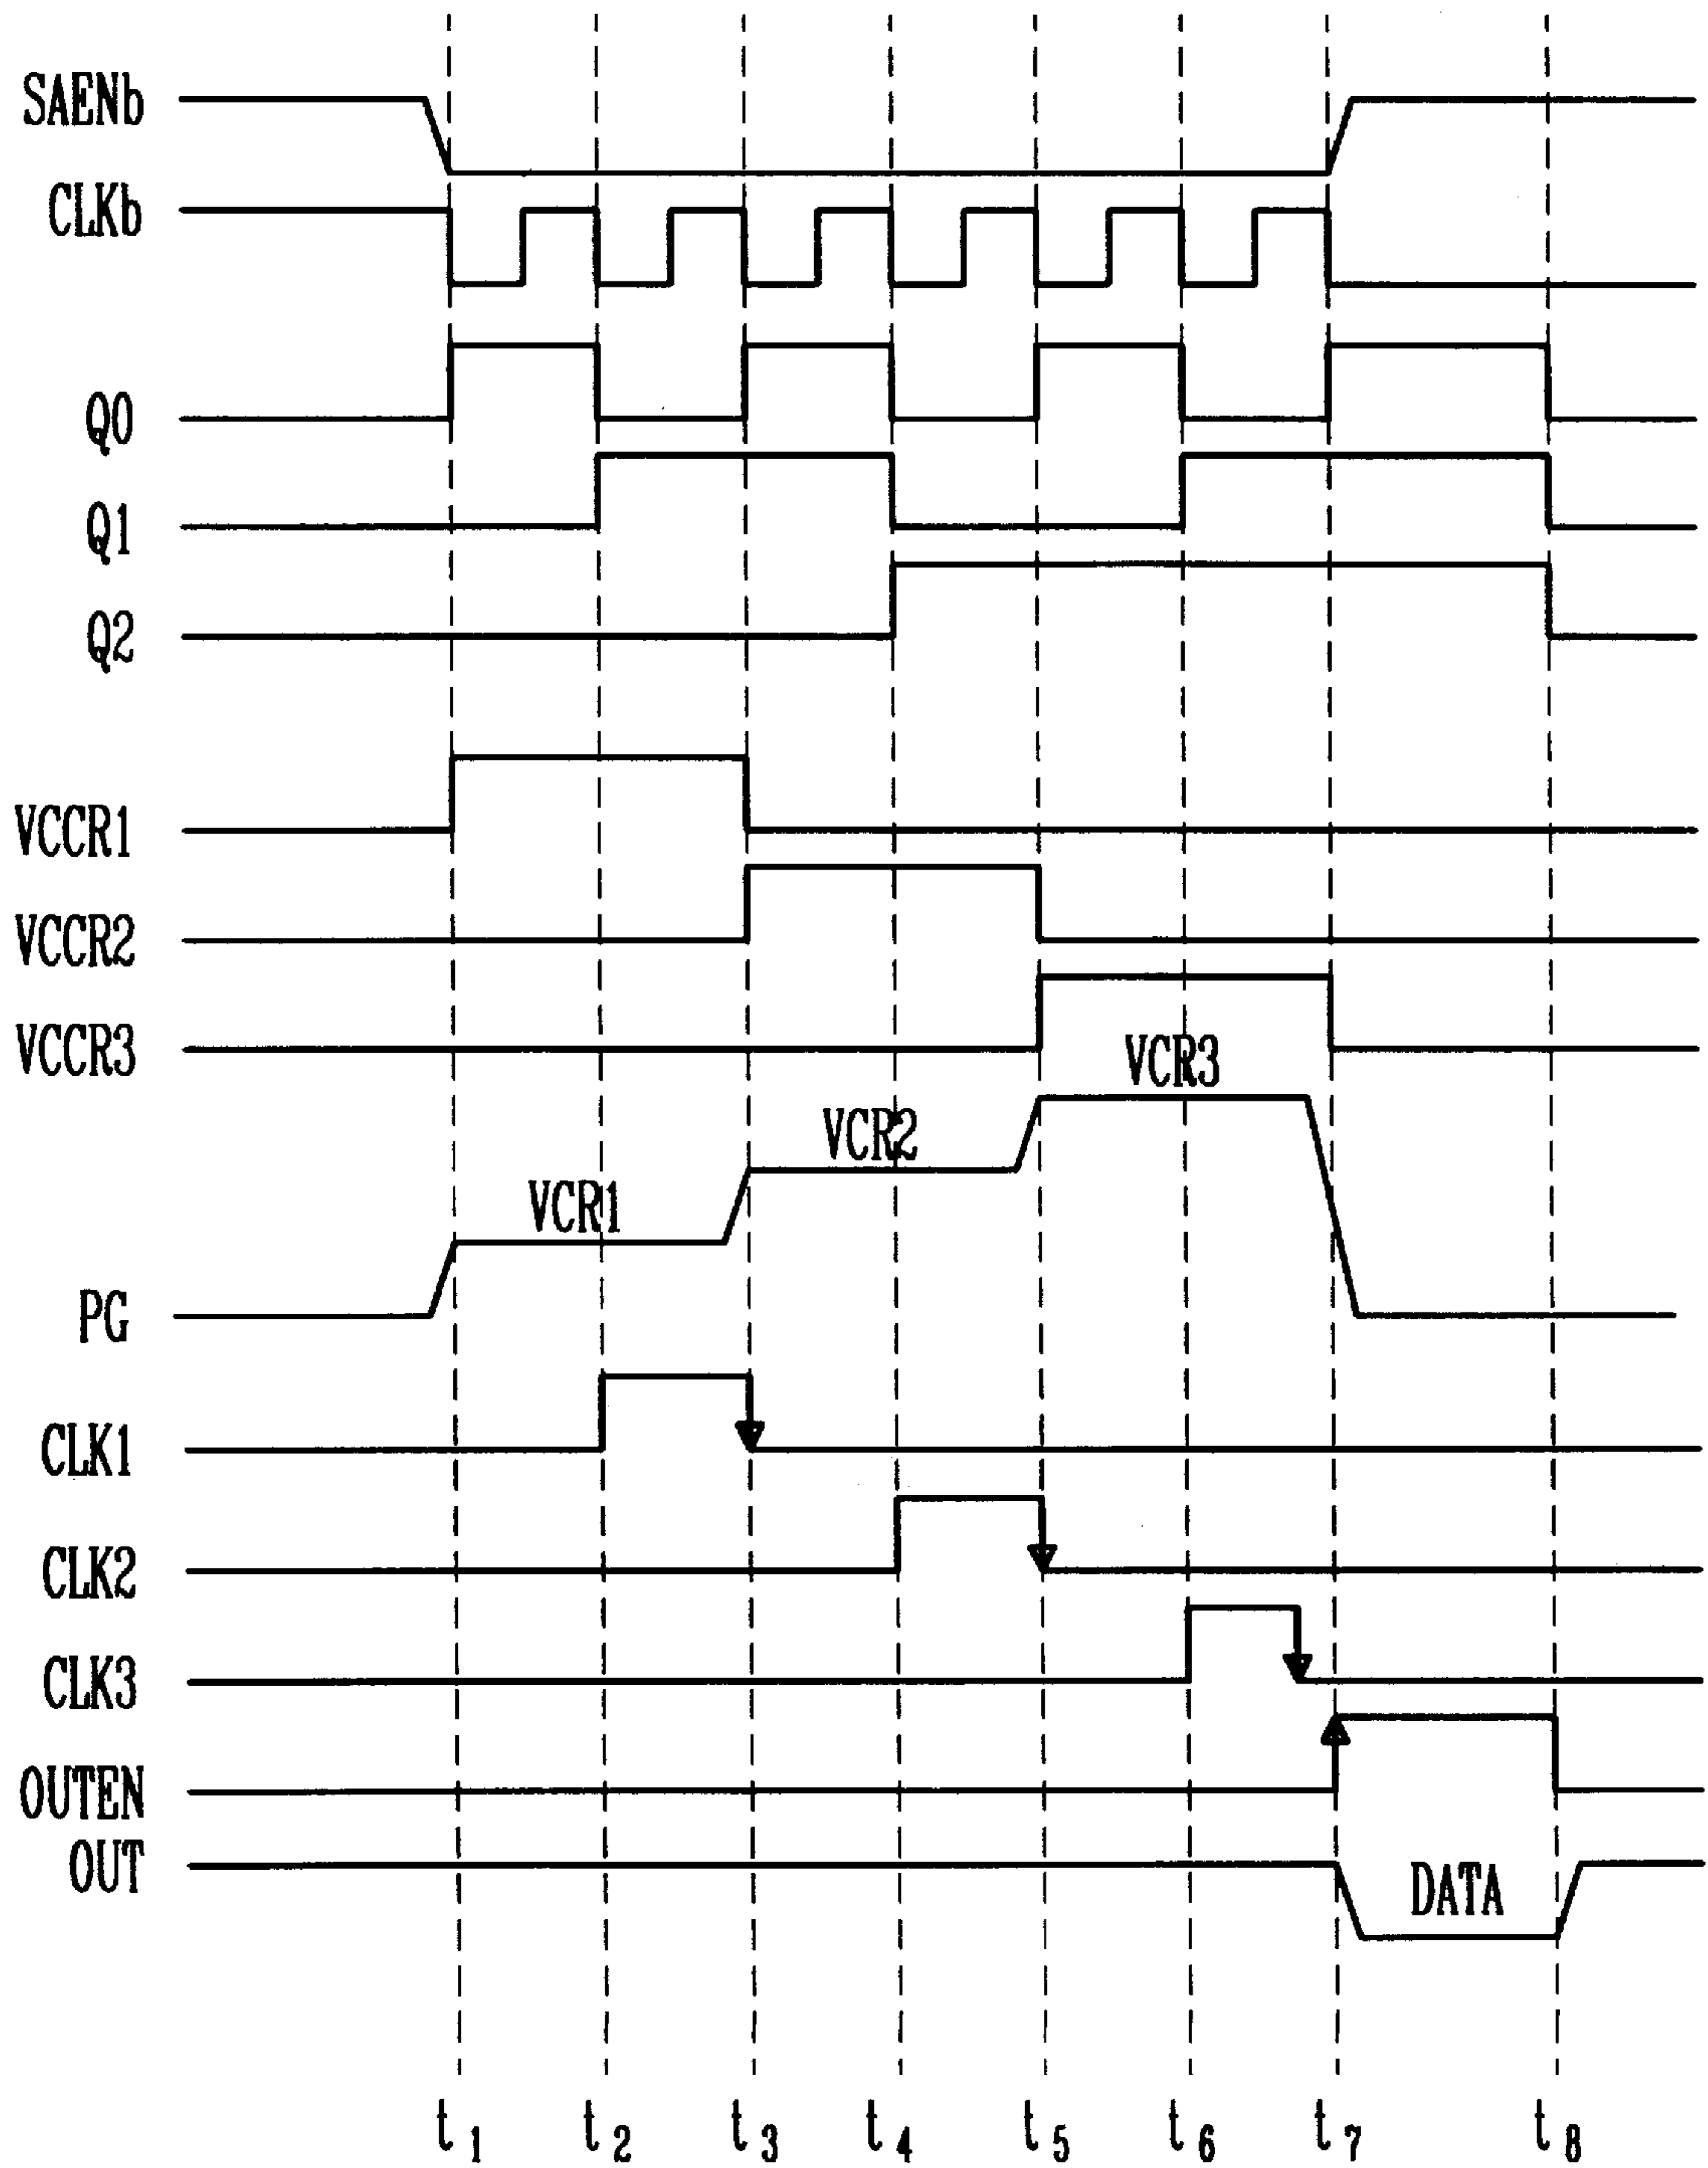 SAENb
CLKb
Q0
Q1
Q2
VCCR1
VCCR2
VCCR3
VCR3
VCR2
VCR1
PG
CLK1
CLK2
CLK3
OUTEN
OUT
DATA
t1 t2 t3 t4 t5 t6 t7 t8